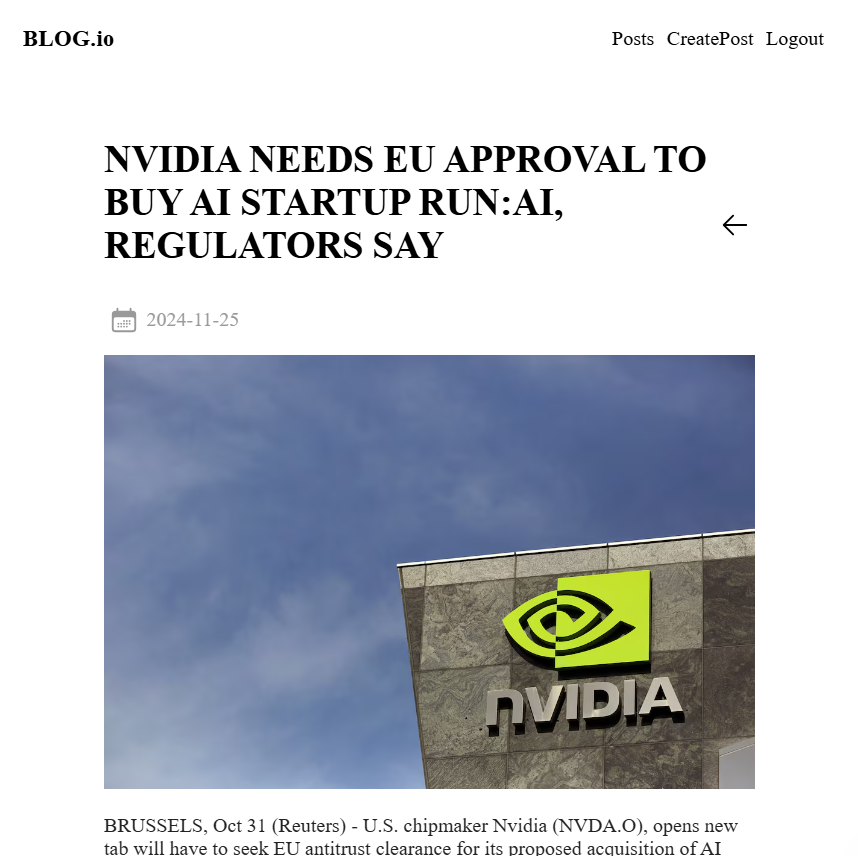 BLOG.io
Posts CreatePost Logout
NVIDIA NEEDS EU APPROVAL TO
BUY AI STARTUP RUN:AI,
REGULATORS SAY
2024-11-25
nVIDIA
BRUSSELS, Oct 31 (Reuters) - U.S. chipmaker Nvidia (NVDA.O), opens new
tab will have to seek EU antitrust clearance for its proposed acquisition of AI